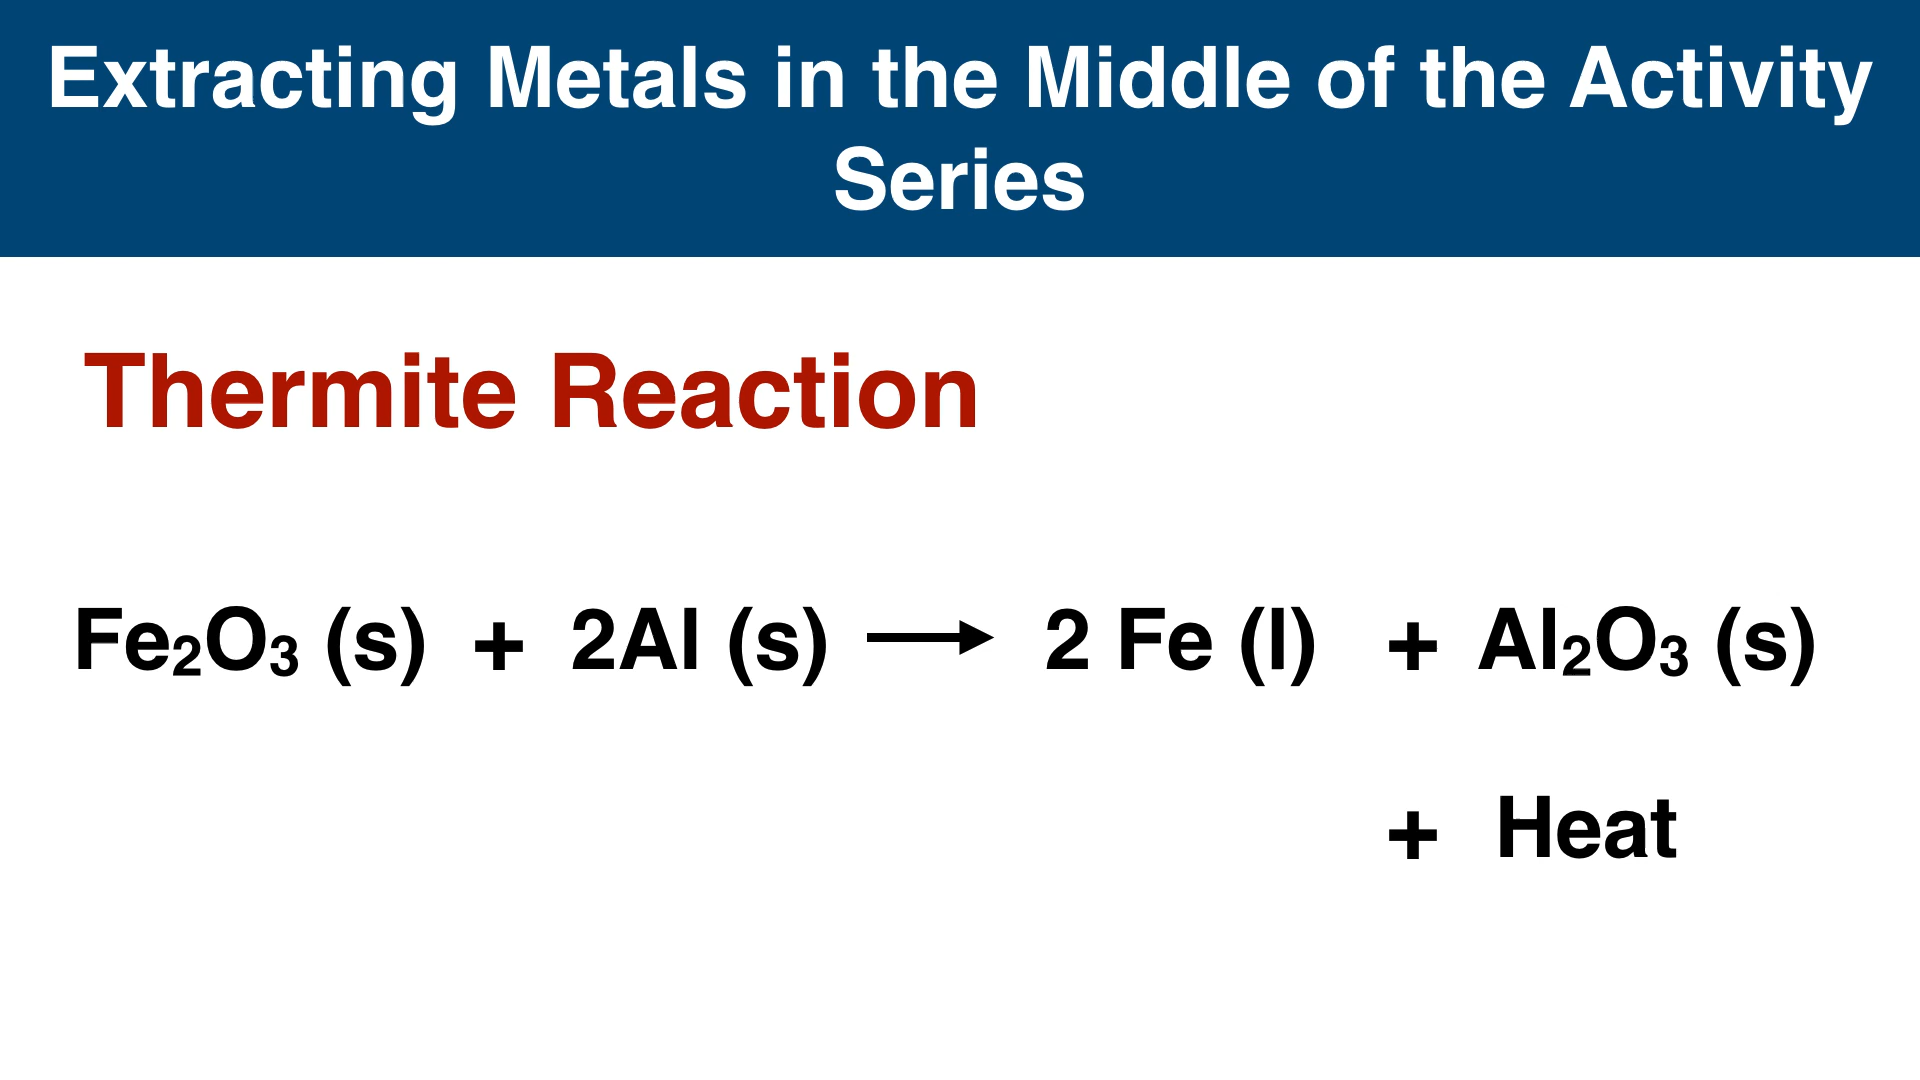 Extracting Metals in the Middle of the Activity
Series
Thermite Reaction
Fe₂O₃ (s) + 2Al (s) → 2 Fe (l) + Al₂O₃ (s)
+ Heat